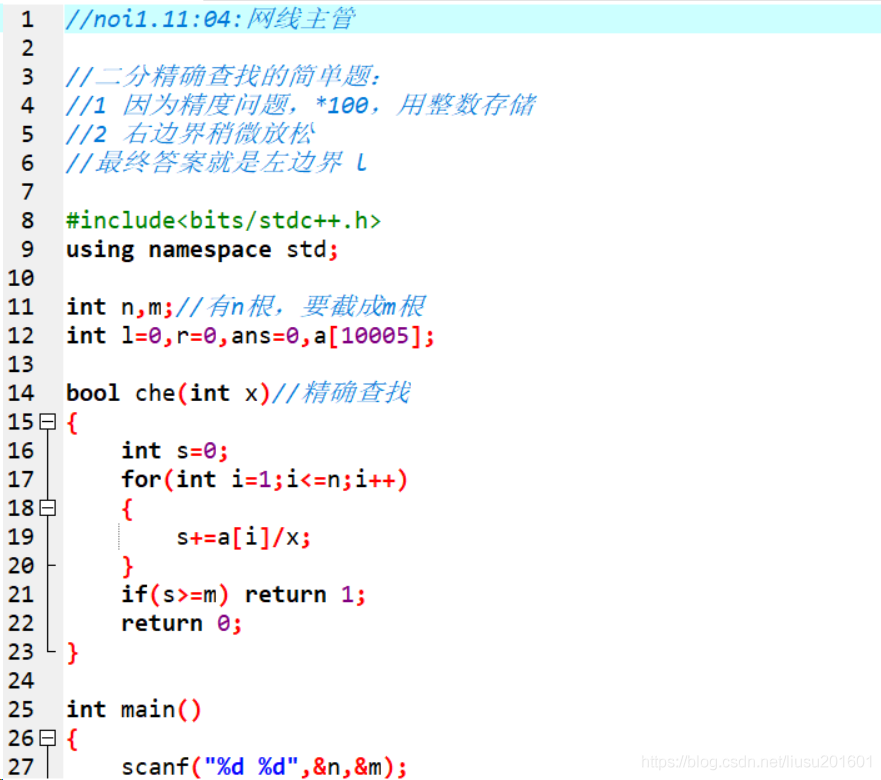 1 //noi1.11:04:网线主管
2
3 //二分精确查找的简单题:
4 //1 因为精度问题，*100，用整数存储
5 //2 右边界稍微放松
6 //最终答案就是左边界 l
7
8 #include<bits/stdc++.h>
9 using namespace std;
10
11 int n,m;//有n根，要截成m根
12 int l=0,r=0,ans=0,a[10005];
13
14 bool che(int x)//精确查找
15 {
16 int s=0;
17 for(int i=1;i<=n;i++)
18 {
19 s+=a[i]/x;
20 }
21 if(s>=m) return 1;
22 return 0;
23 }
24
25 int main()
26 {
27 scanf("%d %d",&n,&m);
https://blog.csdn.net/liusu201601